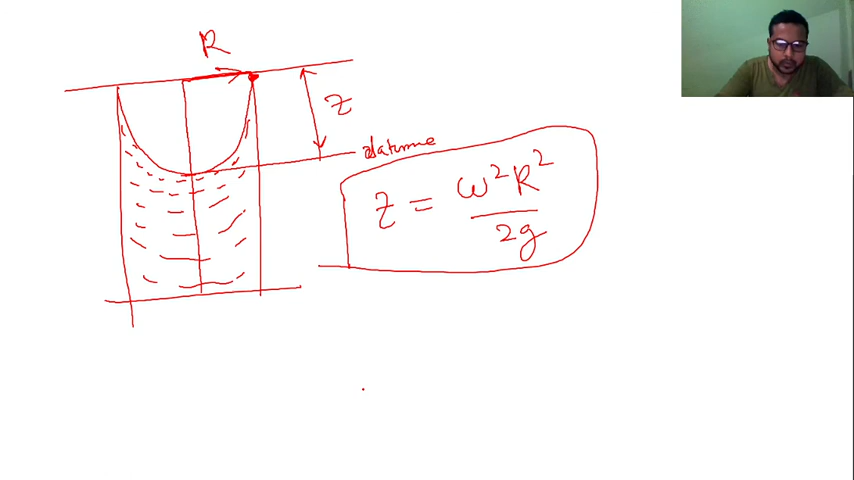 R
Z
datume
Z = ω²R²/2g